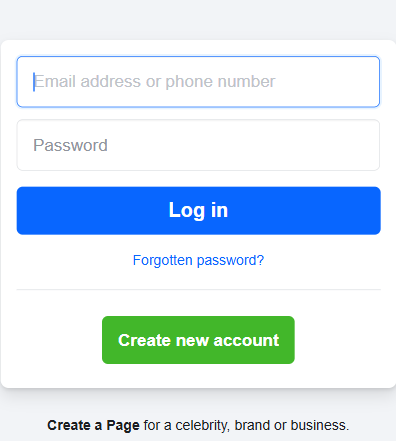 Email address or phone number
Password
Log in
Forgotten password?
Create new account
Create a Page for a celebrity, brand or business.